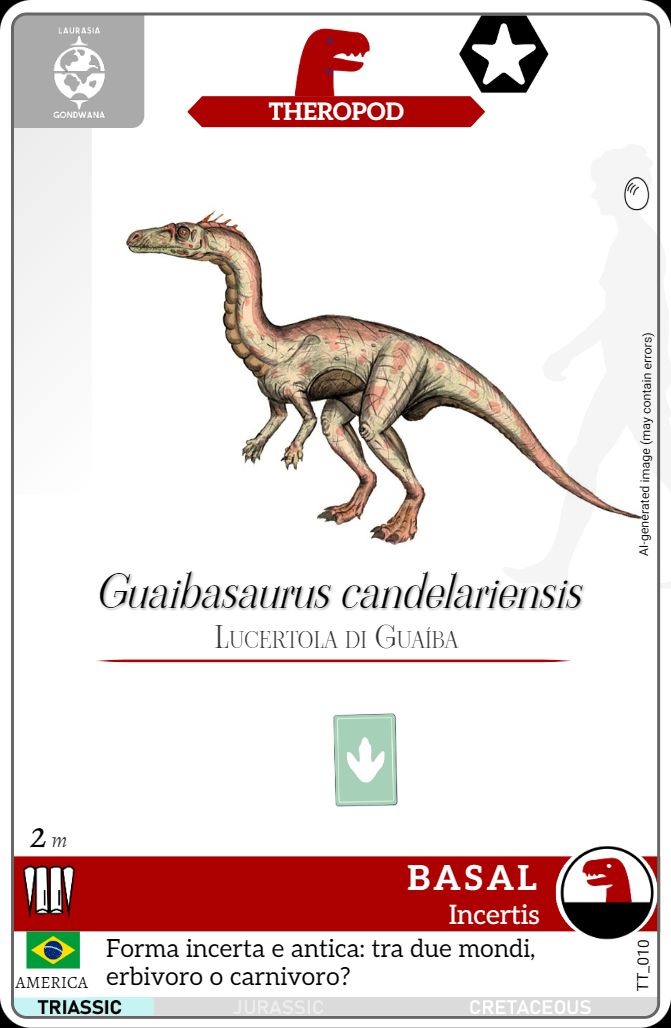 LAURASIA
GONDWANA
THEROPOD
AI-generated image (may contain errors)
Guaibasaurus candelariensis
Lucertola di Guaíba
2 m
BASAL
Incertis
AMERICA
Forma incerta e antica: tra due mondi,
erbivoro o carnivoro?
TT_010
TRIASSIC
JURASSIC
CRETACEOUS